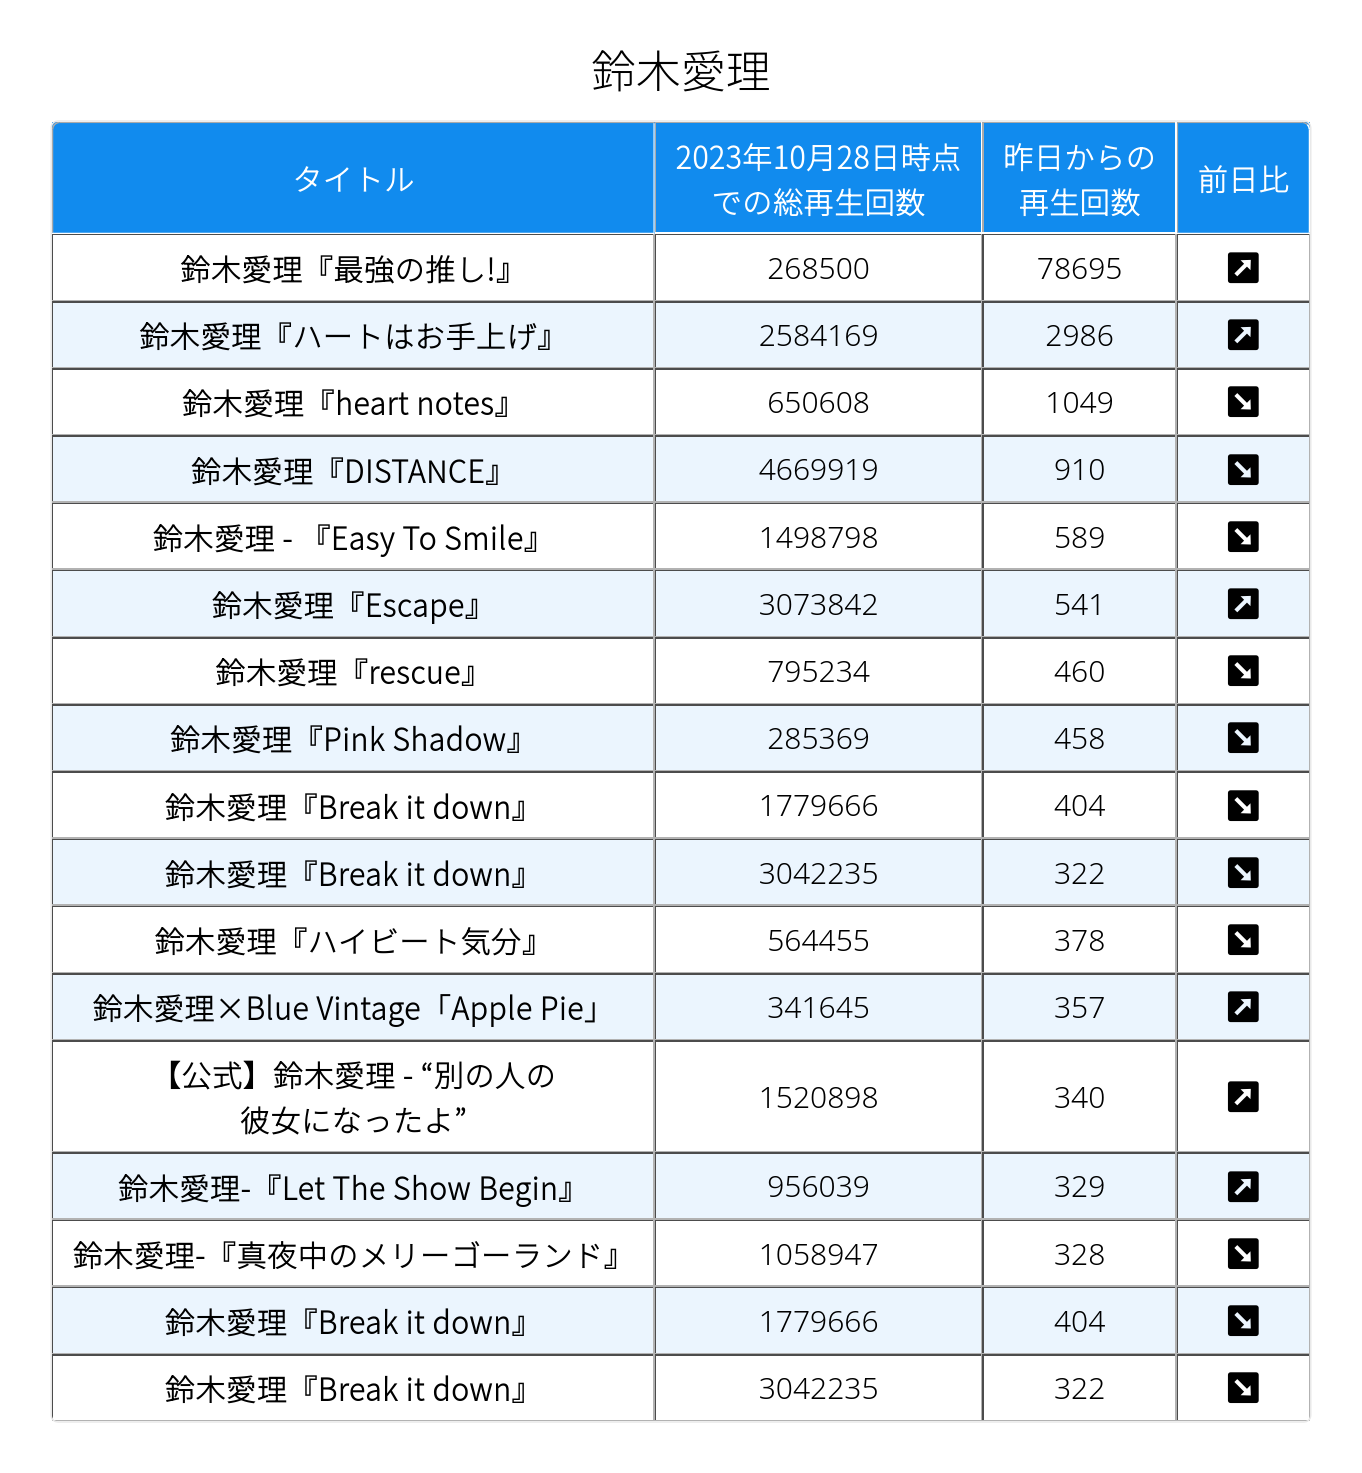 鈴木愛理
タイトル
2023年10月28日時点
での総再生回数
昨日からの
再生回数
前日比
鈴木愛理『最強の推し!』 268500 78695
鈴木愛理『ハートはお手上げ』 2584169 2986
鈴木愛理『heart notes』 650608 1049
鈴木愛理『DISTANCE』 4669919 910
鈴木愛理 - 『Easy To Smile』 1498798 589
鈴木愛理『Escape』 3073842 541
鈴木愛理『rescue』 795234 460
鈴木愛理『Pink Shadow』 285369 458
鈴木愛理『Break it down』 1779666 404
鈴木愛理『Break it down』 3042235 322
鈴木愛理『ハイビート気分』 564455 378
鈴木愛理×Blue Vintage「Apple Pie」 341645 357
【公式】鈴木愛理 - “別の人の
彼女になったよ” 1520898 340
鈴木愛理-『Let The Show Begin』 956039 329
鈴木愛理-『真夜中のメリーゴーランド』 1058947 328
鈴木愛理『Break it down』 1779666 404
鈴木愛理『Break it down』 3042235 322